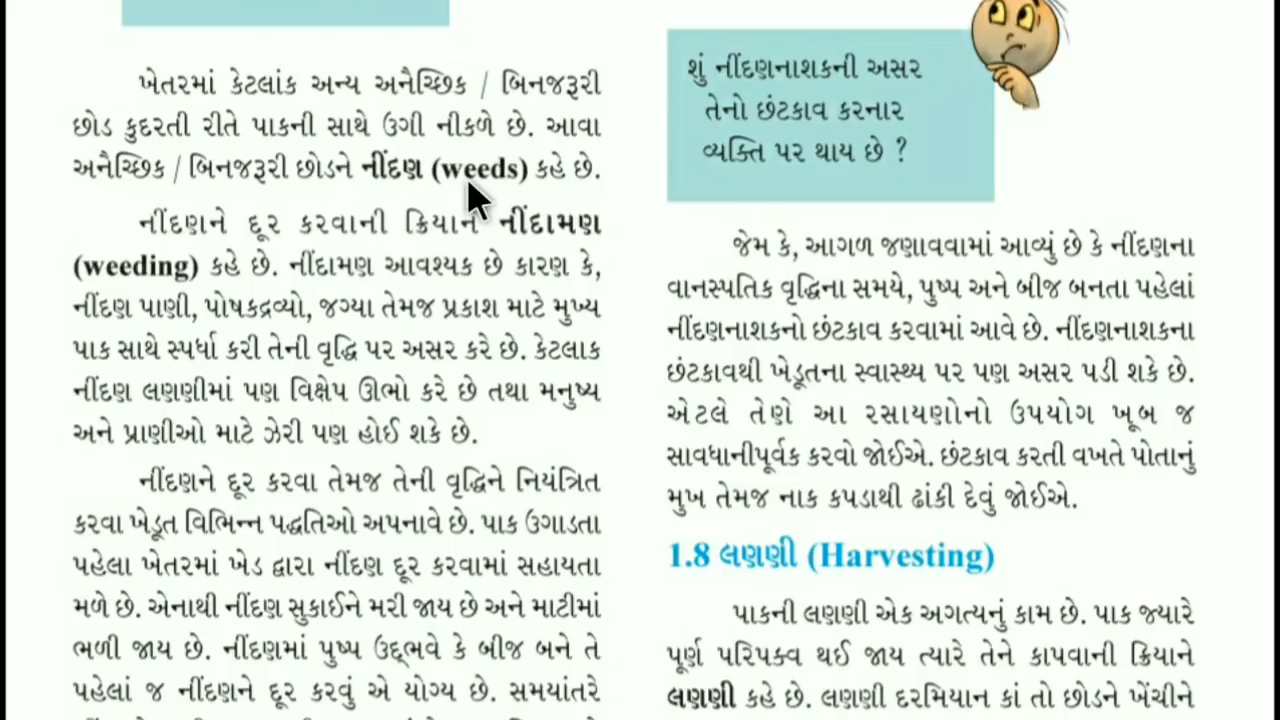 ખેતરમાં કેટલાંક અન્ય અનૈચ્છિક / બિનજરૂરી
છોડ કુદરતી રીતે પાકની સાથે ઉગી નીકળે છે. આવા
અનૈચ્છિક / બિનજરૂરી છોડને નીંદણ (weeds) કહે છે.
નીંદણને દૂર કરવાની ક્રિયાને નીંદામણ
(weeding) કહે છે. નીંદામણ આવશ્યક છે કારણ કે,
નીંદણ પાણી, પોષકદ્રવ્યો, જગ્યા તેમજ પ્રકાશ માટે મુખ્ય
પાક સાથે સ્પર્ધા કરી તેની વૃદ્ધિ પર અસર કરે છે. કેટલાક
નીંદણ લણણીમાં પણ વિક્ષેપ ઊભો કરે છે તથા મનુષ્ય
અને પ્રાણીઓ માટે ઝેરી પણ હોઈ શકે છે.
નીંદણને દૂર કરવા તેમજ તેની વૃદ્ધિને નિયંત્રિત
કરવા ખેડૂત વિભિન્ન પદ્ધતિઓ અપનાવે છે. પાક ઉગાડતા
પહેલા ખેતરમાં ખેડ દ્વારા નીંદણ દૂર કરવામાં સહાયતા
મળે છે. એનાથી નીંદણ સુકાઈને મરી જાય છે અને માટીમાં
ભળી જાય છે. નીંદણમાં પુષ્પ ઉદ્ભવે કે બીજ બને તે
પહેલાં જ નીંદણને દૂર કરવું એ યોગ્ય છે. સમયાંતરે
શું નીંદણનાશકની અસર
તેનો છંટકાવ કરનાર
વ્યક્તિ પર થાય છે ?
જેમ કે, આગળ જણાવવામાં આવ્યું છે કે નીંદણના
વાનસ્પતિક વૃદ્ધિના સમયે, પુષ્પ અને બીજ બનતા પહેલાં
નીંદણનાશકનો છંટકાવ કરવામાં આવે છે. નીંદણનાશકના
છંટકાવથી ખેડૂતના સ્વાસ્થ્ય પર પણ અસર પડી શકે છે.
એટલે તેણે આ રસાયણોનો ઉપયોગ ખૂબ જ
સાવધાનીપૂર્વક કરવો જોઈએ. છંટકાવ કરતી વખતે પોતાનું
મુખ તેમજ નાક કપડાથી ઢાંકી દેવું જોઈએ.
1.8 લણણી (Harvesting)
પાકની લણણી એક અગત્યનું કામ છે. પાક જ્યારે
પૂર્ણ પરિપક્વ થઈ જાય ત્યારે તેને કાપવાની ક્રિયાને
લણણી કહે છે. લણણી દરમિયાન કાં તો છોડને ખેંચીને